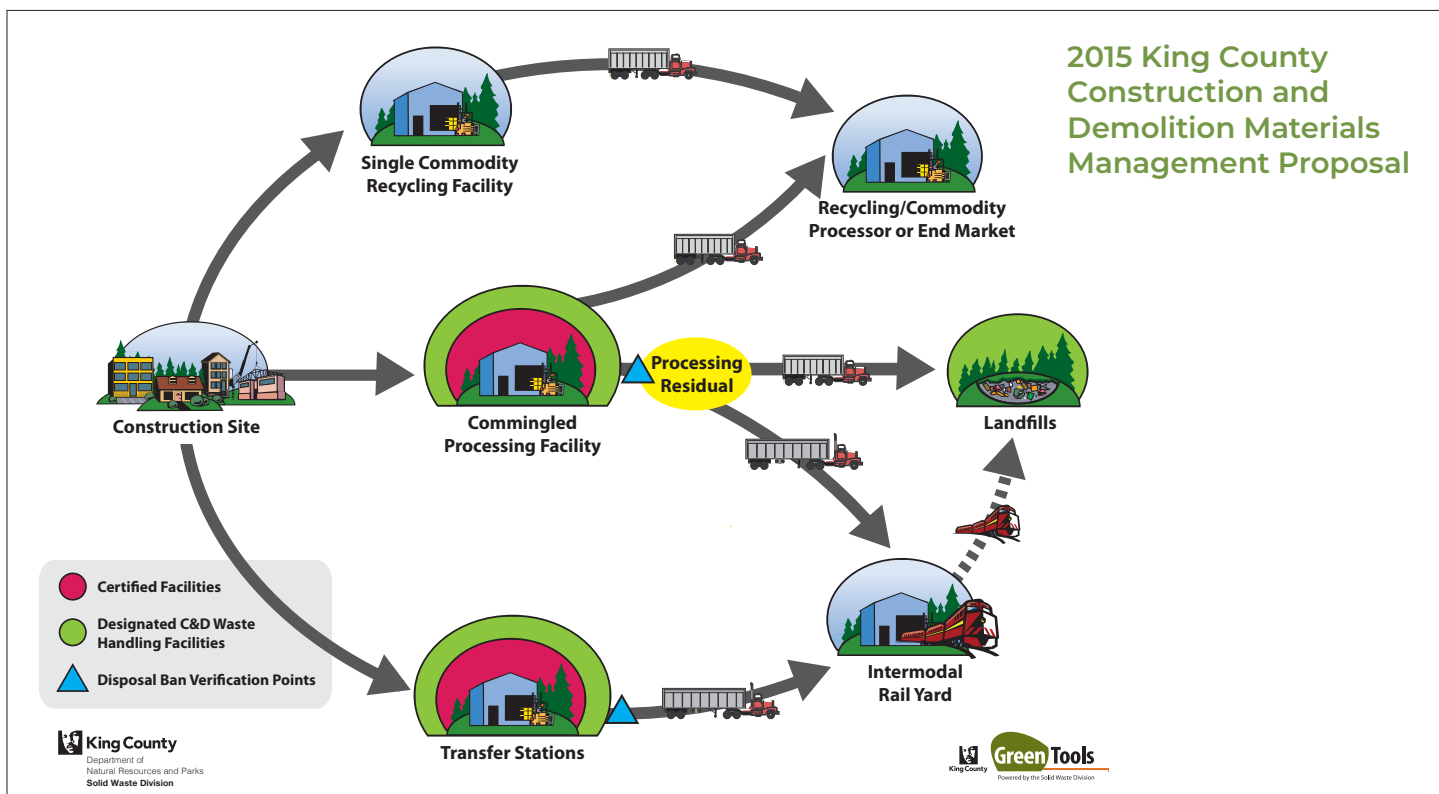 2015 King County
Construction and
Demolition Materials
Management Proposal
Single Commodity
Recycling Facility
Recycling/Commodity
Processor or End Market
Processing
Residual
Construction Site
Commingled
Processing Facility
Landfills
Certified Facilities
Designated C&D Waste
Handling Facilities
Disposal Ban Verification Points
Intermodal
Rail Yard
Transfer Stations
King County
Department of
Natural Resources and Parks
Solid Waste Division
King County
GreenTools
Powered by the Solid Waste Division